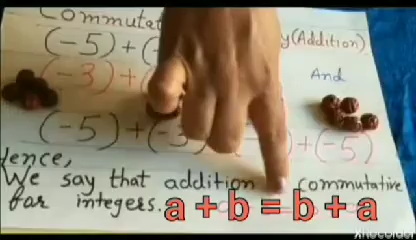 Commutat y(Addition)
(-5)+(
(-3)+( And
(-5)+(-3 +(-5)
Hence,
We say that addition commutative
for integers. a + b = b + a